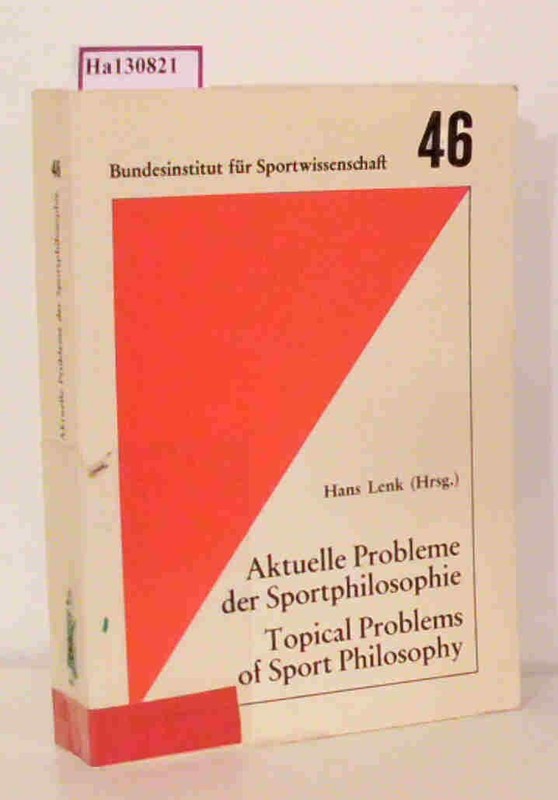 Ha130821
46
Bundesinstitut für Sportwissenschaft
46
Aktuelle Probleme der Sportphilosophie
Hans Lenk (Hrsg.)
Aktuelle Probleme
der Sportphilosophie
Topical Problems
of Sport Philosophy